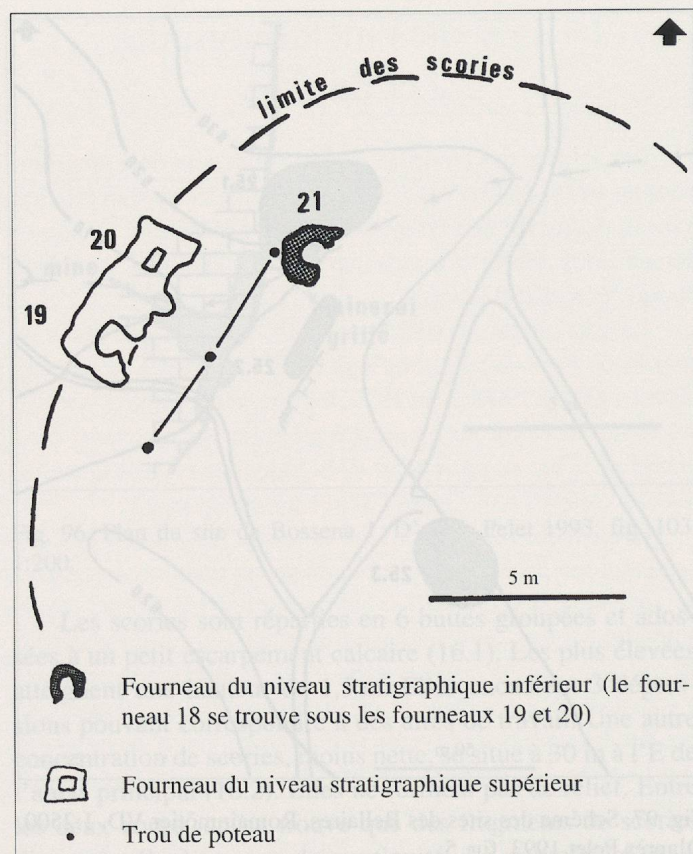 limite des scories
21
20
19
5 m
Fourneau du niveau stratigraphique inférieur (le four-
neau 18 se trouve sous les fourneaux 19 et 20)
Fourneau du niveau stratigraphique supérieur
Trou de poteau